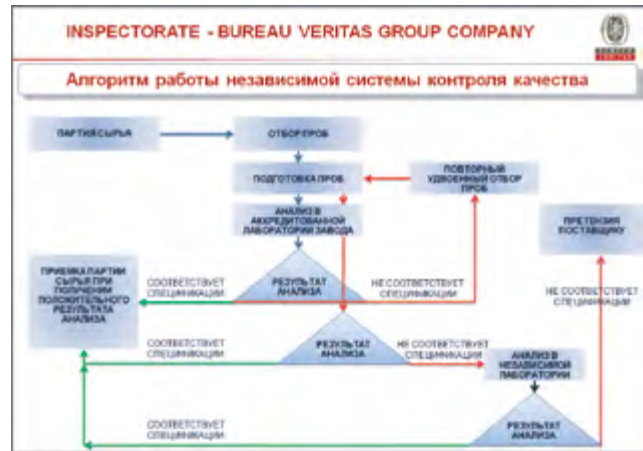 INSPECTORATE - BUREAU VERITAS GROUP COMPANY
Алгоритм работы независимой системы контроля качества
ПАРТИЯ СЫРЬЯ
ОТБОР ПРОБ
ПОДГОТОВКА ПРОБ
ПОВТОРНЫЙ
УДВОЕННЫЙ ОТБОР
ПРОБ
АНАЛИЗ В
АККРЕДИТОВАННОЙ
ЛАБОРАТОРИИ ЗАВОДА
ПРЕТЕНЗИЯ
ПОСТАВЩИКУ
ПРИЕМКА ПАРТИИ
СЫРЬЯ ПРИ
ПОЛУЧЕНИИ
ПОЛОЖИТЕЛЬНОГО
РЕЗУЛЬТАТА
АНАЛИЗА
СООТВЕТСТВУЕТ
СПЕЦИФИКАЦИИ
РЕЗУЛЬТАТ
АНАЛИЗА
НЕ СООТВЕТСТВУЕТ
СПЕЦИФИКАЦИИ
НЕ СООТВЕТСТВУЕТ
СПЕЦИФИКАЦИИ
СООТВЕТСТВУЕТ
СПЕЦИФИКАЦИИ
РЕЗУЛЬТАТ
АНАЛИЗА
НЕ СООТВЕТСТВУЕТ
СПЕЦИФИКАЦИИ
АНАЛИЗ В
НЕЗАВИСИМОЙ
ЛАБОРАТОРИИ
СООТВЕТСТВУЕТ
СПЕЦИФИКАЦИИ
РЕЗУЛЬТАТ
АНАЛИЗА